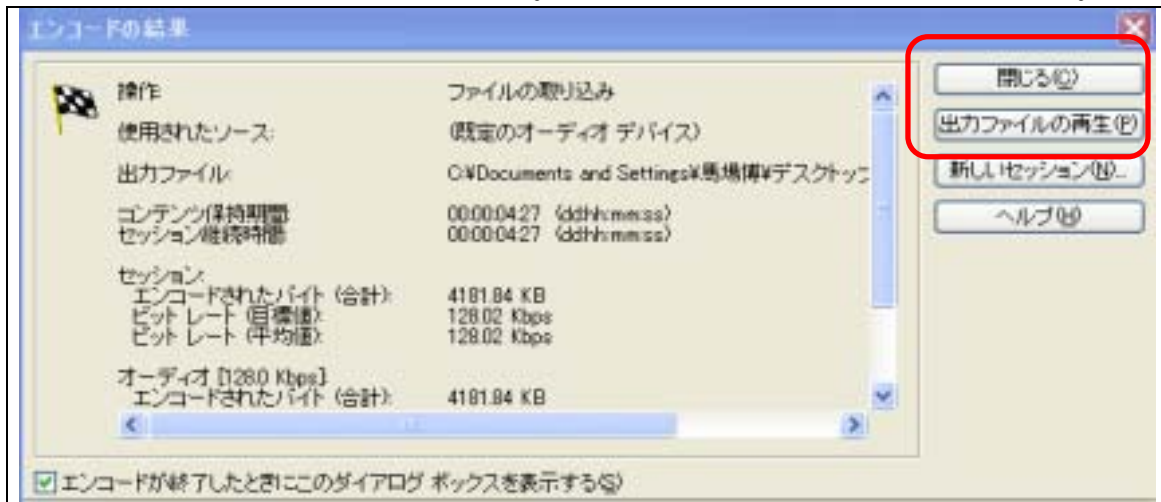 エンコードの結果
操作 ファイルの取り込み
使用されたソース: (既定のオーディオ デバイス)
出力ファイル: C:¥Documents and Settings¥馬場博¥デスクトップ
コンテンツ保持期間: 00:00:04:27 (dd:hh:mm:ss)
セッション継続時間: 00:00:04:27 (dd:hh:mm:ss)
セッション:
エンコードされたバイト (合計): 4181.84 KB
ビット レート (目標値): 128.02 Kbps
ビット レート (平均値): 128.02 Kbps
オーディオ [128.0 Kbps]
エンコードされたバイト (合計): 4181.84 KB
エンコードが終了したときにこのダイアログ ボックスを表示する(S)
閉じる(C)
出力ファイルの再生(P)
新しいセッション(N)...
ヘルプ(H)